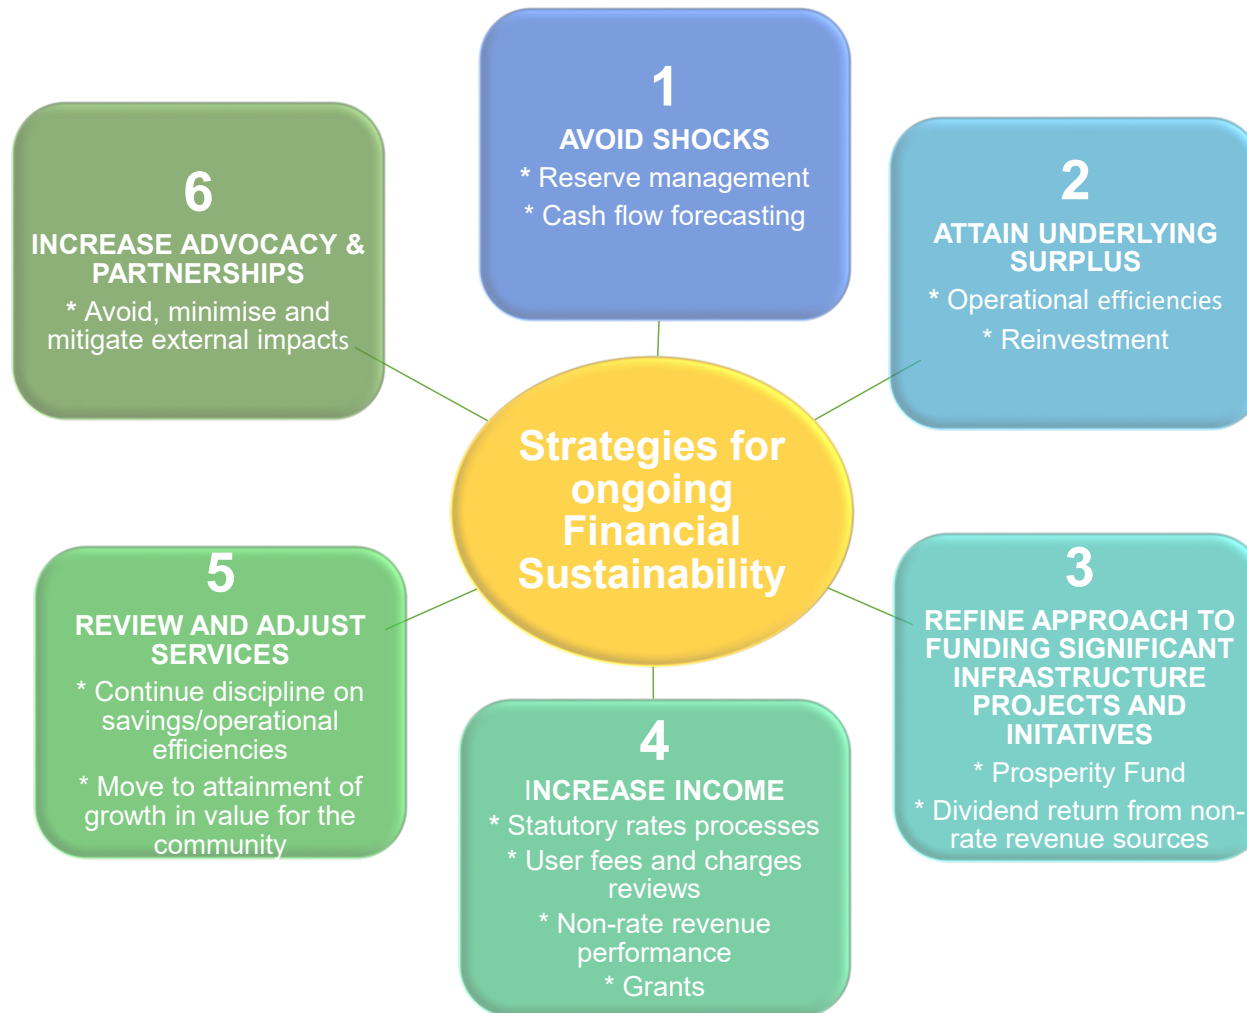 1
AVOID SHOCKS
* Reserve management
* Cash flow forecasting
2
ATTAIN UNDERLYING
SURPLUS
* Operational efficiencies
* Reinvestment
3
REFINE APPROACH TO
FUNDING SIGNIFICANT
INFRASTRUCTURE
PROJECTS AND
INITATIVES
* Prosperity Fund
* Dividend return from non-
rate revenue sources
4
INCREASE INCOME
* Statutory rates processes
* User fees and charges
reviews
* Non-rate revenue
performance
* Grants
5
REVIEW AND ADJUST
SERVICES
* Continue discipline on
savings/operational
efficiencies
* Move to attainment of
growth in value for the
community
6
INCREASE ADVOCACY &
PARTNERSHIPS
* Avoid, minimise and
mitigate external impacts
Strategies for
ongoing
Financial
Sustainability